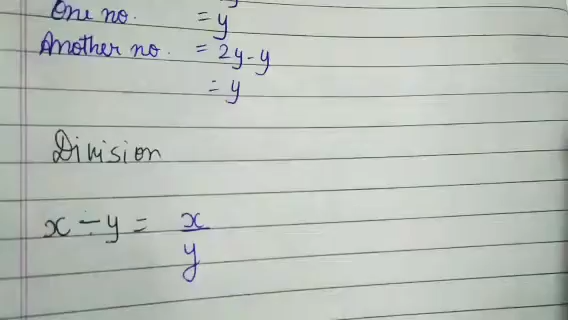 One no. = y
Another no. = 2y - y
= y
Division
x ÷ y = x/y